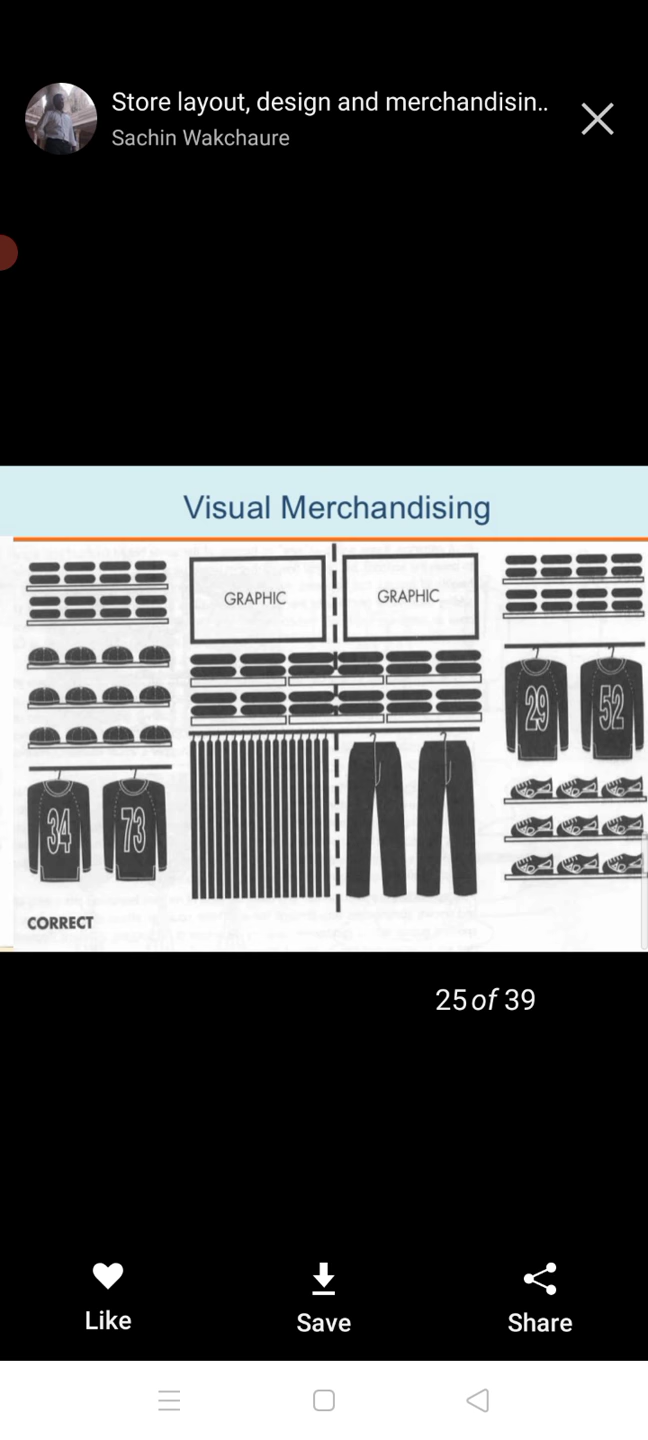 Store layout, design and merchandisin..
Sachin Wakchaure
Visual Merchandising
GRAPHIC
GRAPHIC
29
52
34
73
CORRECT
25 of 39
Like
Save
Share